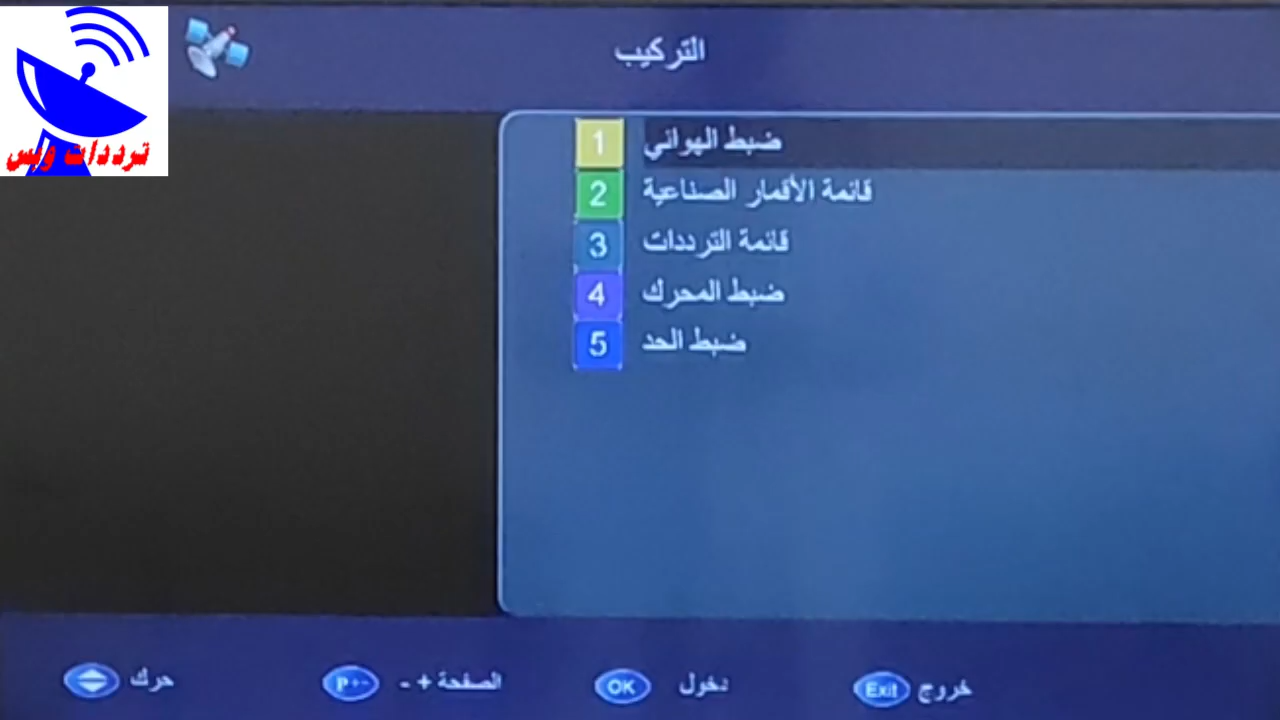 التركيب
ترددات وبس
1 ضبط الهوائي
2 قائمة الأقمار الصناعية
3 قائمة الترددات
4 ضبط المحرك
5 ضبط الحد
حرك
P+- الصفحة + -
OK دخول
Exit خروج